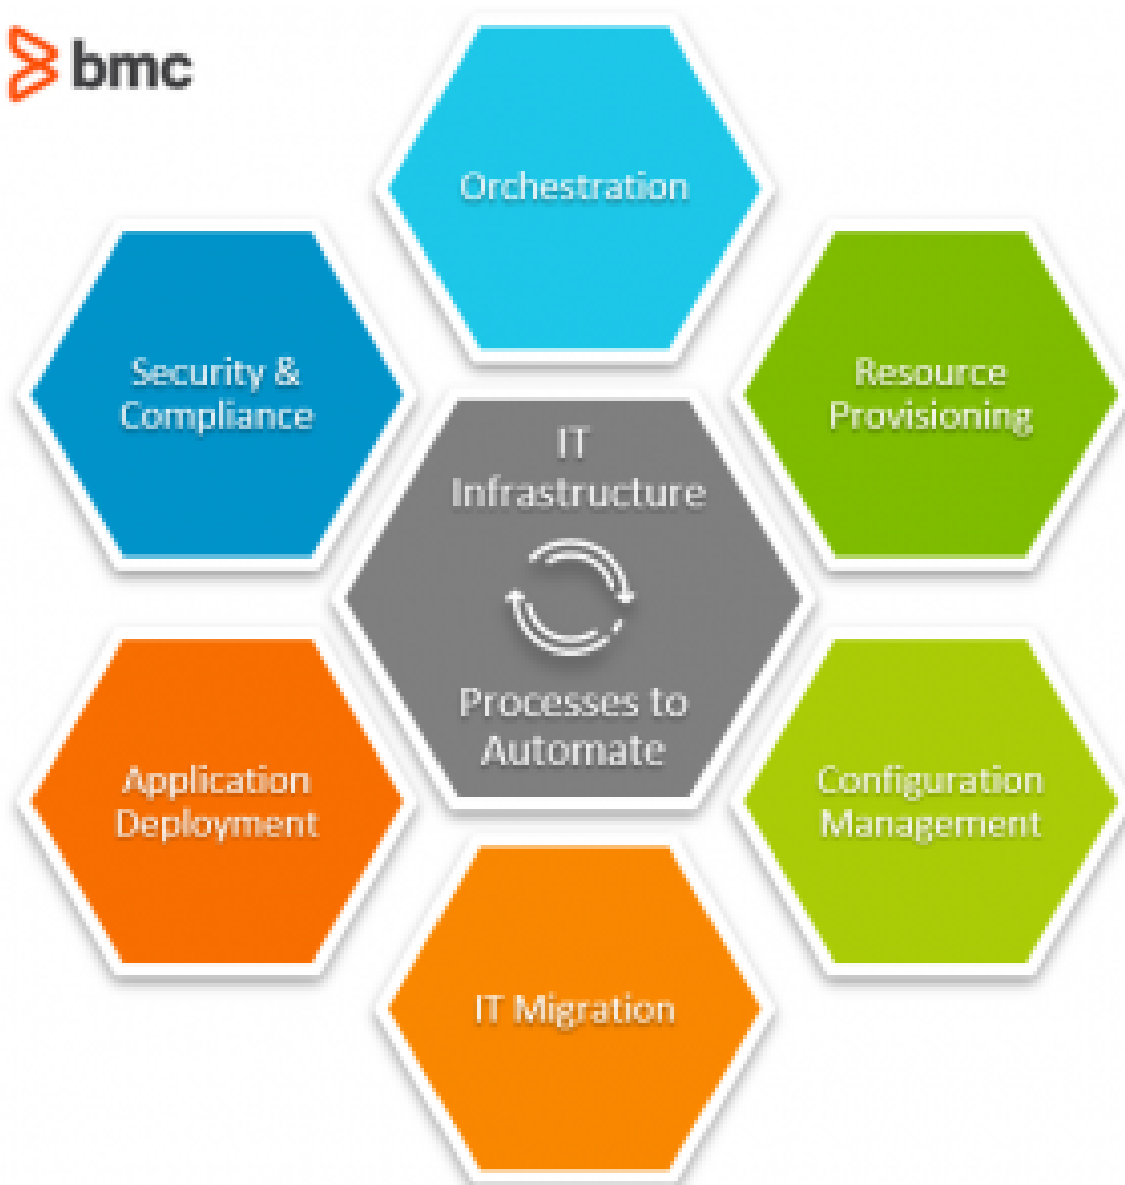 bmc
Orchestration
Security &
Compliance
Resource
Provisioning
IT
Infrastructure
Processes to
Automate
Application
Deployment
Configuration
Management
IT Migration